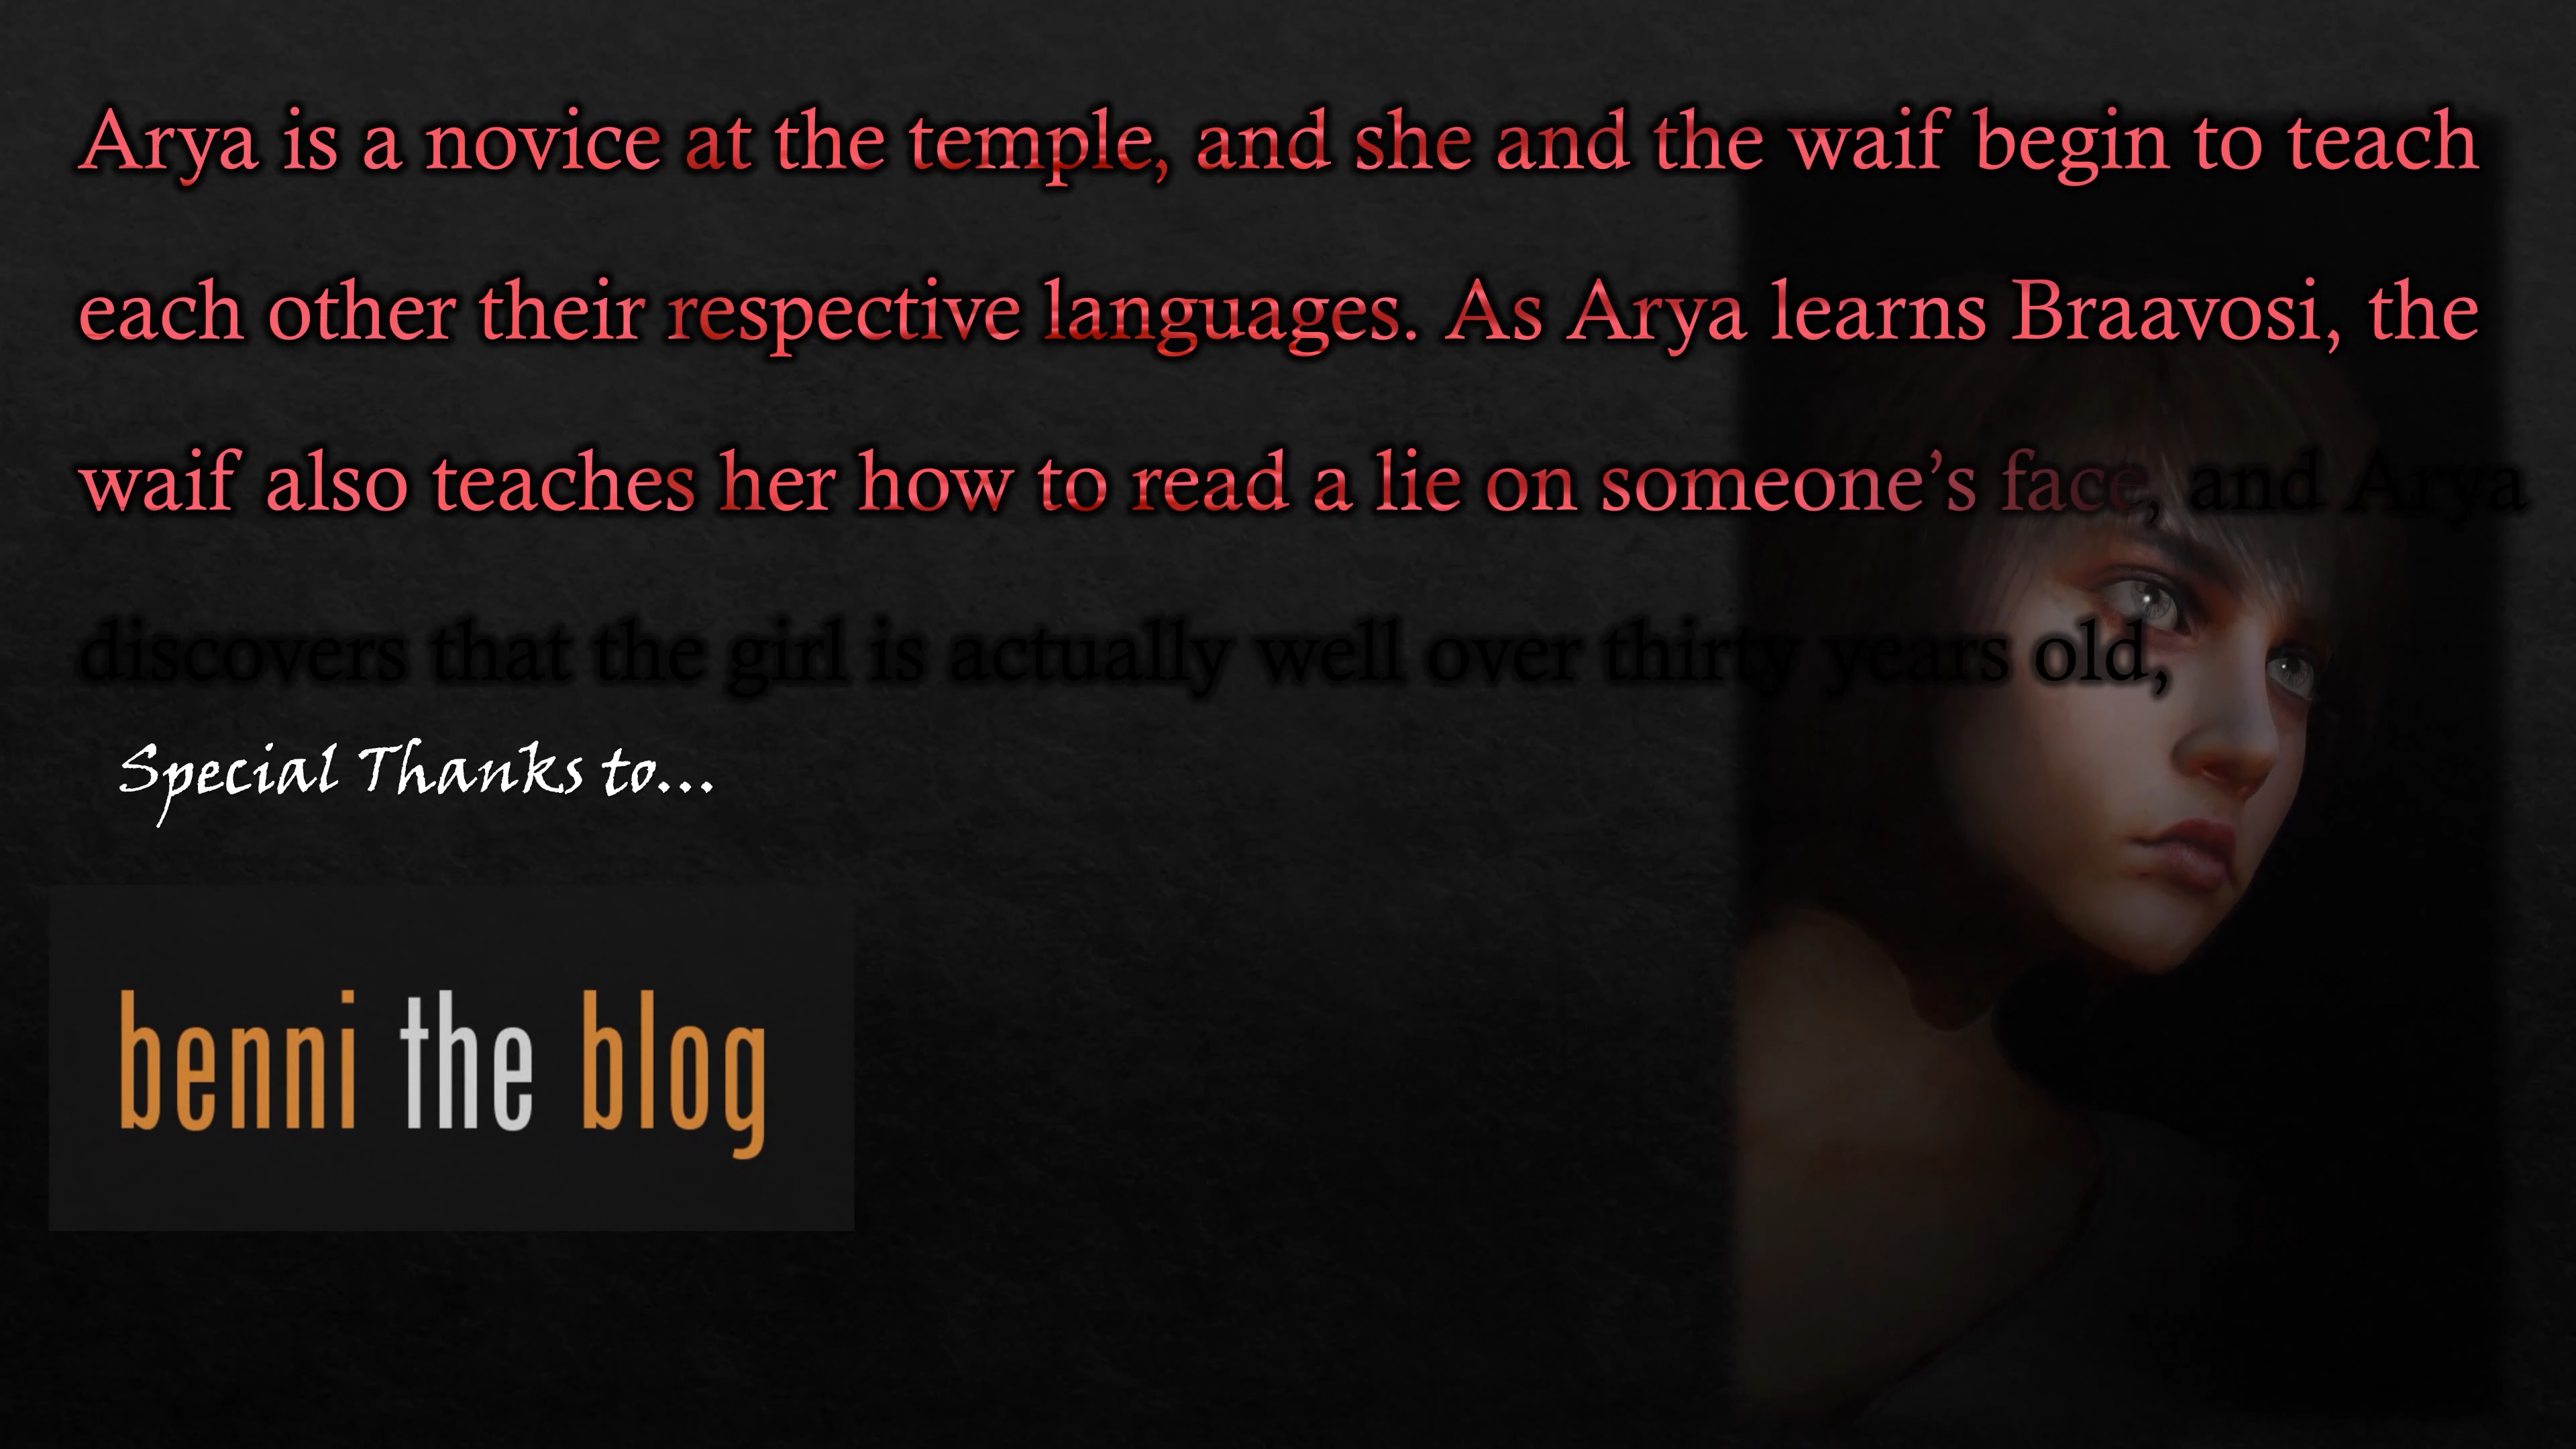 Arya is a novice at the temple, and she and the waif begin to teach
each other their respective languages. As Arya learns Braavosi, the
waif also teaches her how to read a lie on someone’s face, and Arya
discovers that the girl is actually well over thirty years old,
Special Thanks to...
benni the blog